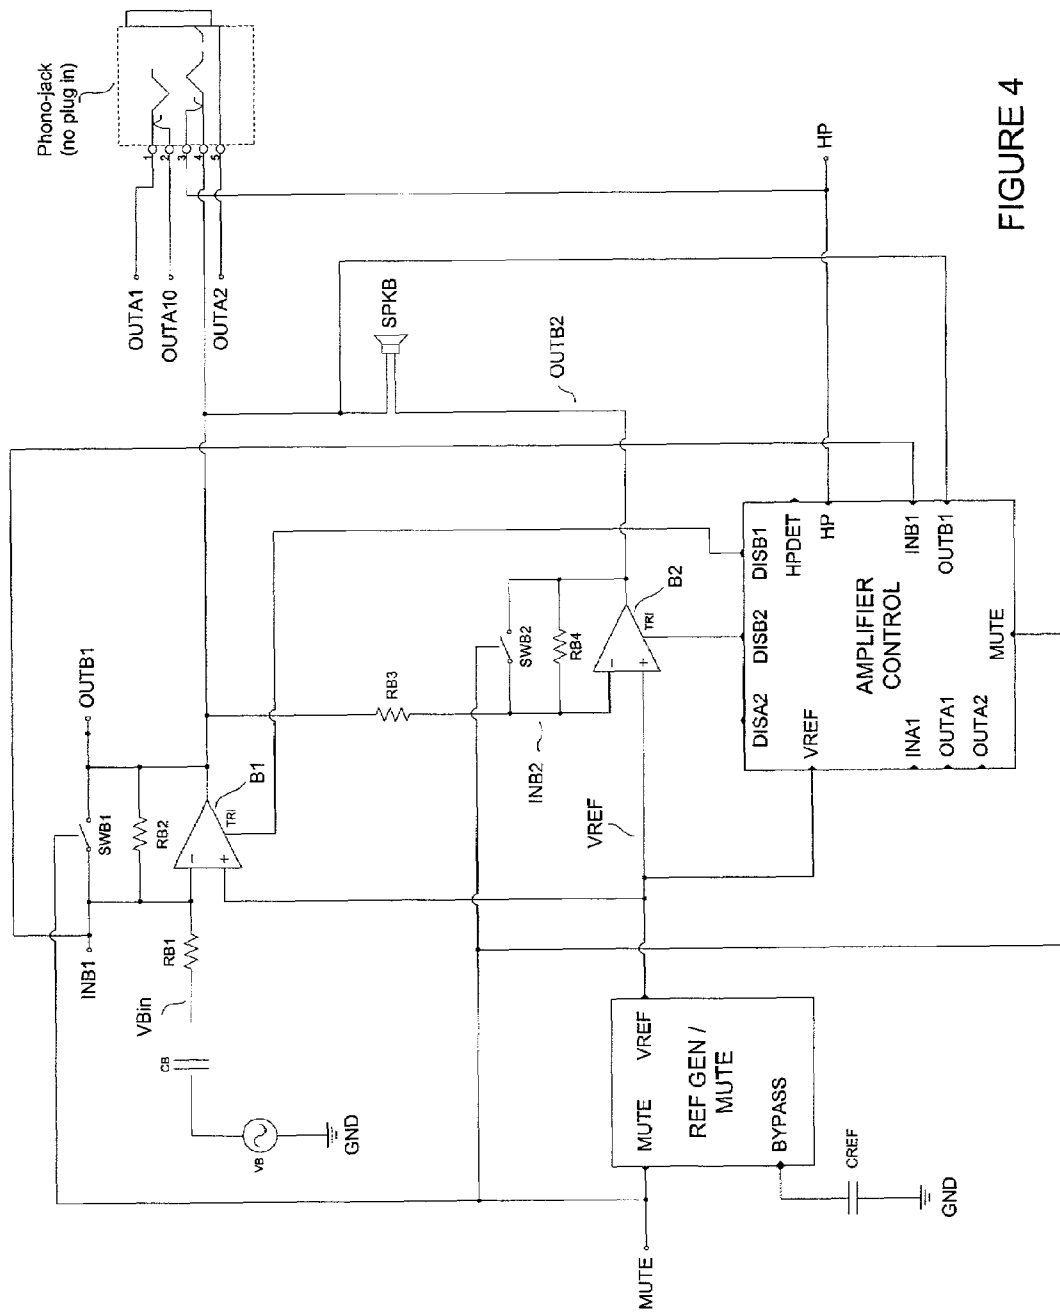 Phono-jack
(no plug in)
1
2
3
4
5
OUTA1
OUTA10
OUTA2
SPKB
OUTB2
HP
OUTB1
SWB1
RB2
INB1
RB1
VBin
CB
VB
GND
B1
TRI
-
+
RB3
SWB2
RB4
INB2
B2
TRI
-
+
VREF
DISA2
DISB2
DISB1
VREF
HPDET
HP
AMPLIFIER
CONTROL
INA1
OUTA1
OUTA2
INB1
OUTB1
MUTE
MUTE
MUTE
VREF
REF GEN /
MUTE
BYPASS
CREF
GND
FIGURE 4